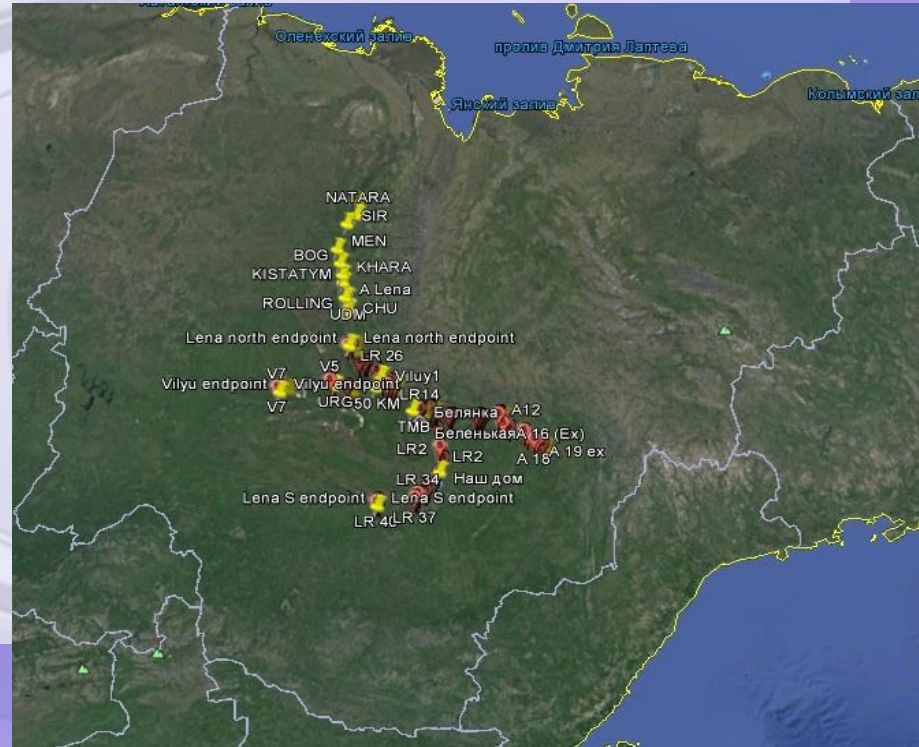 Оленекский залив
пролив Дмитрия Лаптева
Янский залив
Колымский зал
NATARA
SIR
MEN
BOG
KHARA
KISTATYM
A Lena
ROLLING
CHU
UDM
Lena north endpoint
Lena north endpoint
LR 26
V5
V7
Viluy1
Vilyu endpoint
Vilyu endpoint
V7
URG
50 KM
LR14
A12
Белянка
TMB
Беленькая
A 16 (Ex)
LR2
LR2
A 18
A 19 ex
LR 34
Наш дом
Lena S endpoint
Lena S endpoint
LR 40
LR 37